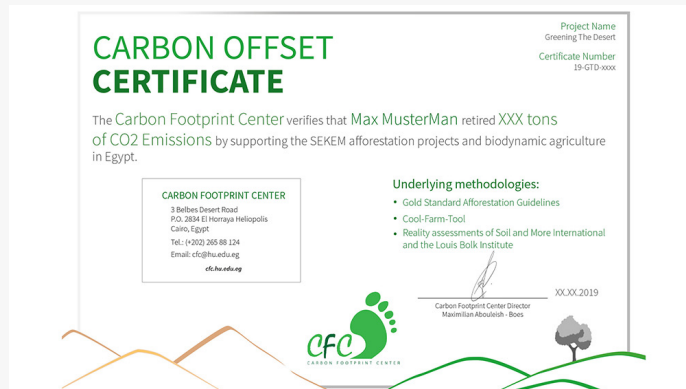 CARBON OFFSET
CERTIFICATE
Project Name
Greening The Desert
Certificate Number
19-GTD-xxxx
The Carbon Footprint Center verifies that Max MusterMan retired XXX tons
of CO2 Emissions by supporting the SEKEM afforestation projects and biodynamic agriculture
in Egypt.
CARBON FOOTPRINT CENTER
3 Belbes Desert Road
P.O. 2834 El Horraya Heliopolis
Cairo, Egypt
Tel.: (+202) 265 88 124
Email: cfc@hu.edu.eg
cfc.hu.edu.eg
Underlying methodologies:
• Gold Standard Afforestation Guidelines
• Cool-Farm-Tool
• Reality assessments of Soil and More International
and the Louis Bolk Institute
XX.XX.2019
Carbon Footprint Center Director
Maximilian Abouleish - Boes
CFC
CARBON FOOTPRINT CENTER